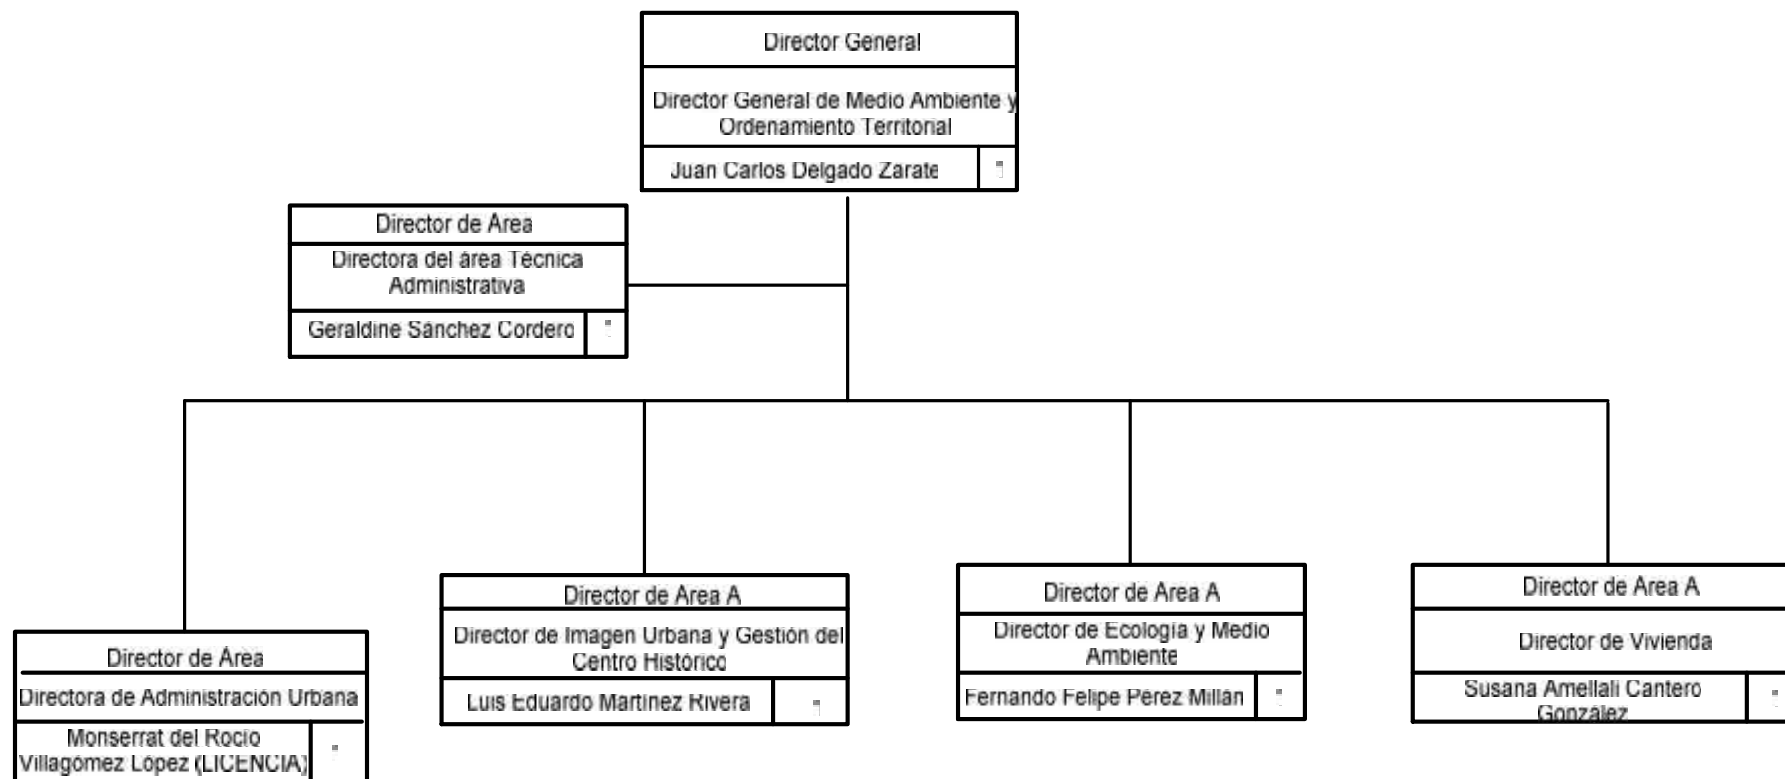 Director General
Director General de Medio Ambiente y
Ordenamiento Territorial
Juan Carlos Delgado Zarate
Director de Area
Directora del área Técnica
Administrativa
Geraldine Sánchez Cordero
Director de Área
Directora de Administración Urbana
Monserrat del Rocio
Villagómez López (LICENCIA)
Director de Area A
Director de Imagen Urbana y Gestión del
Centro Histórico
Luis Eduardo Martínez Rivera
Director de Area A
Director de Ecología y Medio
Ambiente
Fernando Felipe Pérez Millán
Director de Area A
Director de Vivienda
Susana Amellali Cantero
González